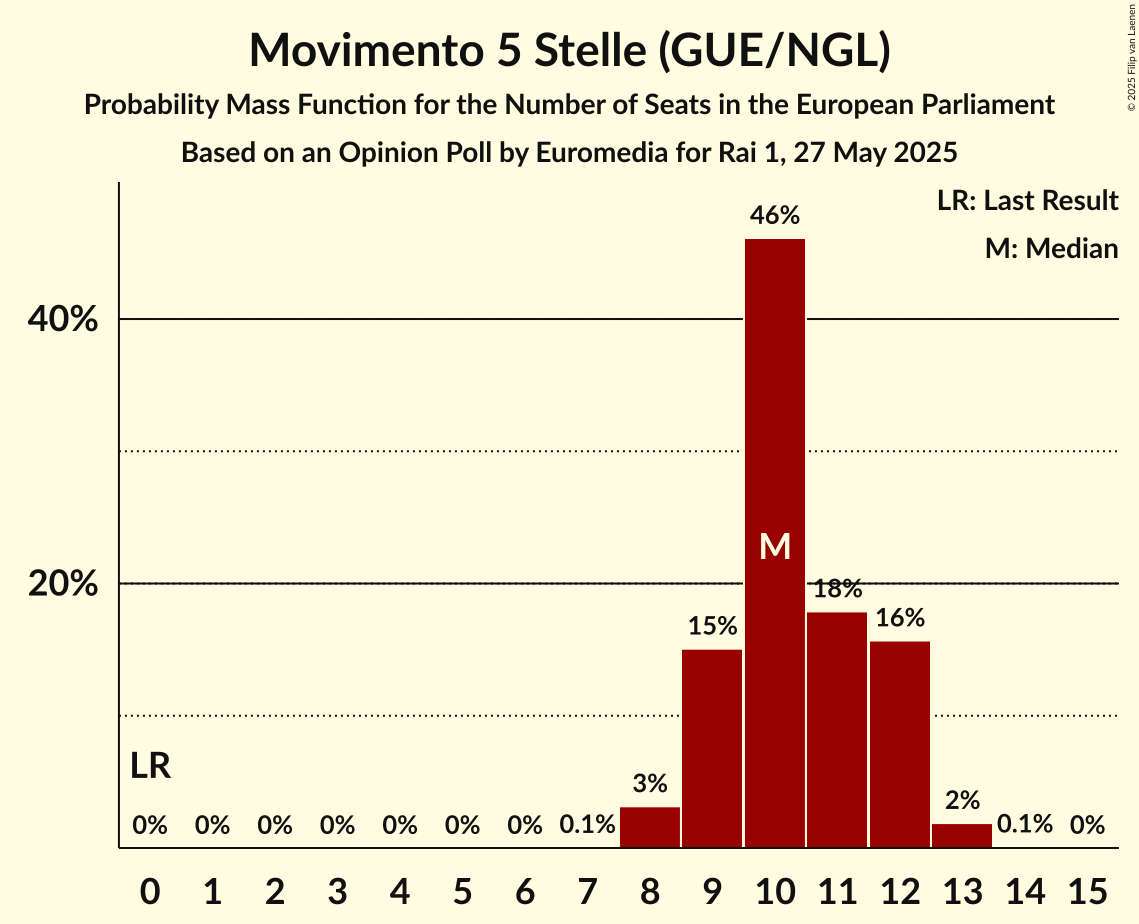 Movimento 5 Stelle (GUE/NGL)
Probability Mass Function for the Number of Seats in the European Parliament
Based on an Opinion Poll by Euromedia for Rai 1, 27 May 2025
© 2025 Filip van Laenen
LR: Last Result
M: Median
46%
40%
M
20%
18%
16%
15%
LR
3%
2%
0% 0% 0% 0% 0% 0% 0% 0.1% 0.1% 0%
0 1 2 3 4 5 6 7 8 9 10 11 12 13 14 15